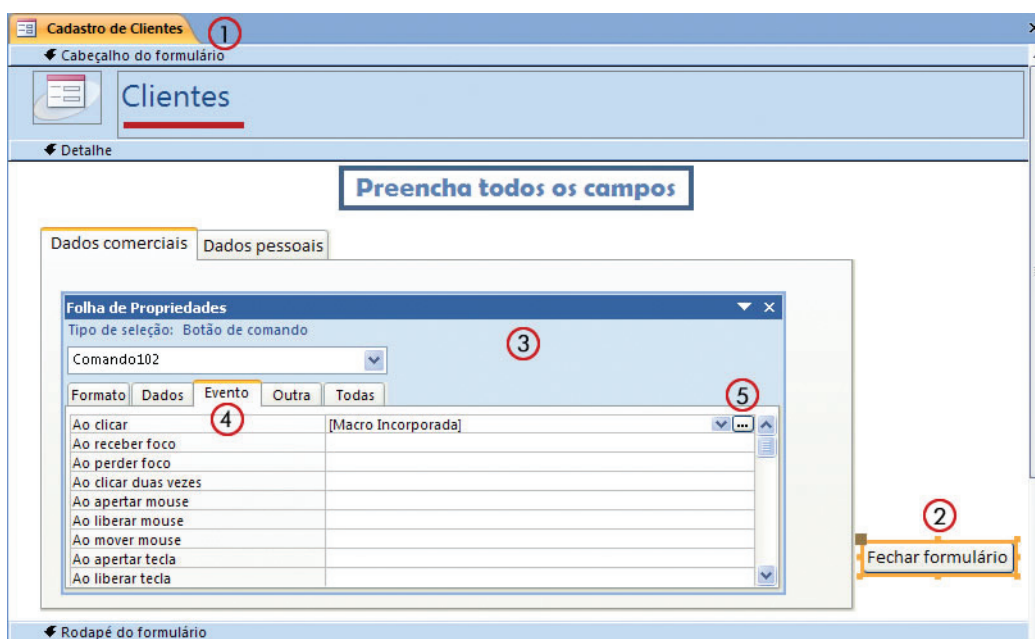 Cadastro de Clientes 1
Cabeçalho do formulário
Clientes
Detalhe
Preencha todos os campos
Dados comerciais Dados pessoais
Folha de Propriedades
Tipo de seleção: Botão de comando
3
Comando102
Formato Dados Evento Outra Todas
4
5
Ao clicar [Macro Incorporada] ...
Ao receber foco
Ao perder foco
Ao clicar duas vezes
Ao apertar mouse
Ao liberar mouse
Ao mover mouse
Ao apertar tecla
Ao liberar tecla
2
Fechar formulário
Rodapé do formulário